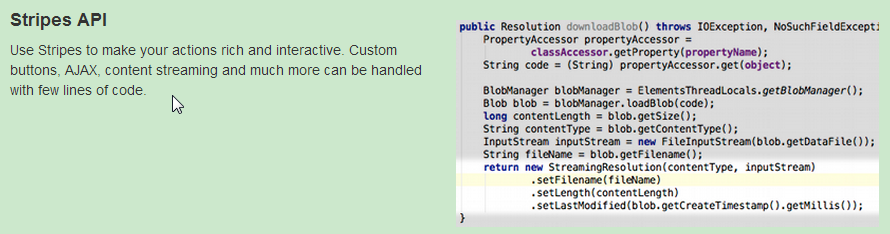 Stripes API
Use Stripes to make your actions rich and interactive. Custom
buttons, AJAX, content streaming and much more can be handled
with few lines of code.
public Resolution downloadBlob() throws IOException, NoSuchFieldExcepti
PropertyAccessor propertyAccessor =
classAccessor.getProperty(propertyName);
String code = (String) propertyAccessor.get(object);
BlobManager blobManager = ElementsThreadLocals.getBlobManager();
Blob blob = blobManager.loadBlob(code);
long contentLength = blob.getSize();
String contentType = blob.getContentType();
InputStream inputStream = new FileInputStream(blob.getDataFile());
String fileName = blob.getFilename();
return new StreamingResolution(contentType, inputStream)
.setFilename(fileName)
.setLength(contentLength)
.setLastModified(blob.getCreateTimestamp().getMillis());
}